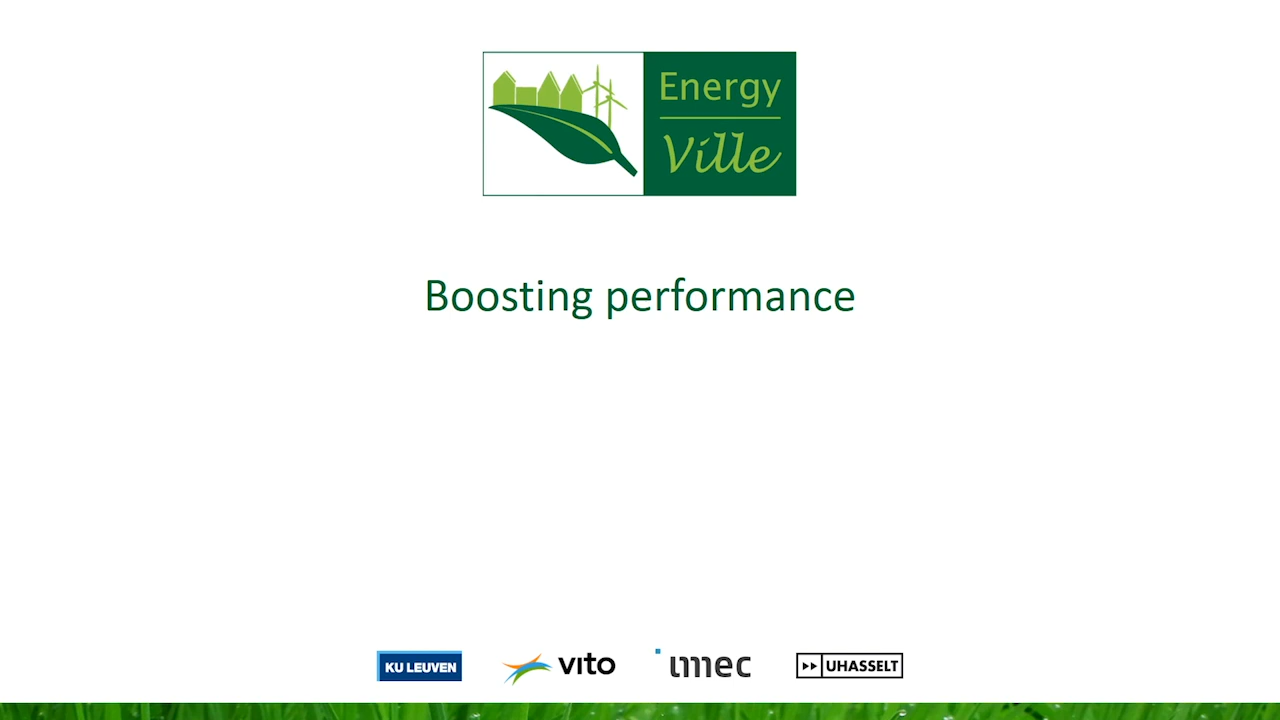 Energy
Ville
Boosting performance
KU LEUVEN
vito
imec
UHASSELT